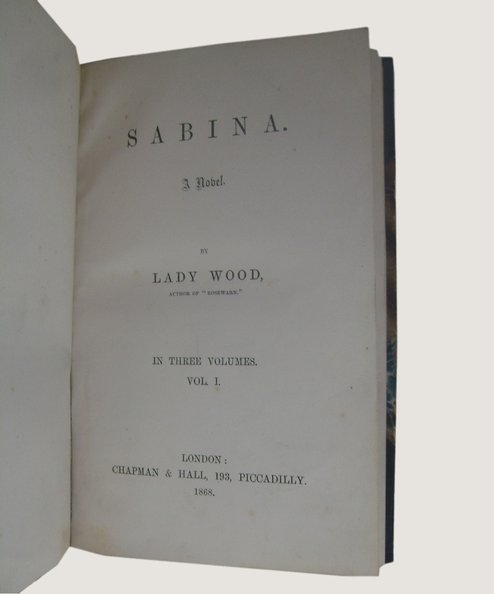 SABINA.
A Novel.
BY
LADY WOOD,
AUTHOR OF "ROSEWARN."
IN THREE VOLUMES.
VOL. I.
LONDON:
CHAPMAN & HALL, 193, PICCADILLY.
1868.